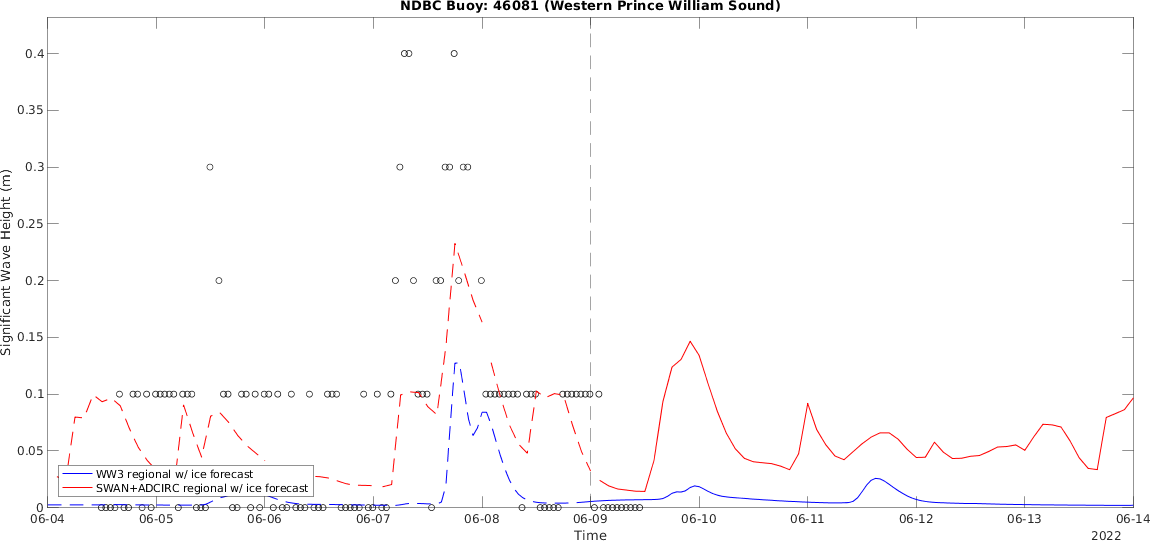 NDBC Buoy: 46081 (Western Prince William Sound)
0.4
0.35
0.3
0.25
0.2
0.15
0.1
0.05
0
Significant Wave Height (m)
WW3 regional w/ ice forecast
SWAN+ADCIRC regional w/ ice forecast
06-04 06-05 06-06 06-07 06-08 06-09 06-10 06-11 06-12 06-13 06-14
Time
2022